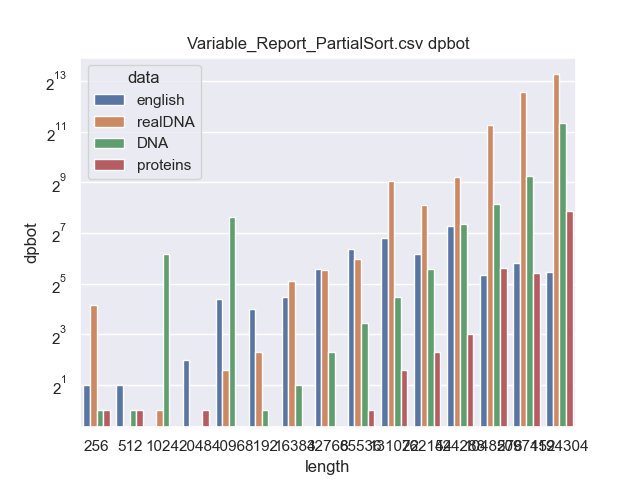 Variable_Report_PartialSort.csv dpbot
data
english
realDNA
DNA
proteins
2^13
2^11
2^9
2^7
2^5
2^3
2^1
dpbot
256 512 1024 2048 4096 8192 16384 32768 65536 131072 262144 524288 1048576 2097152 4194304
length